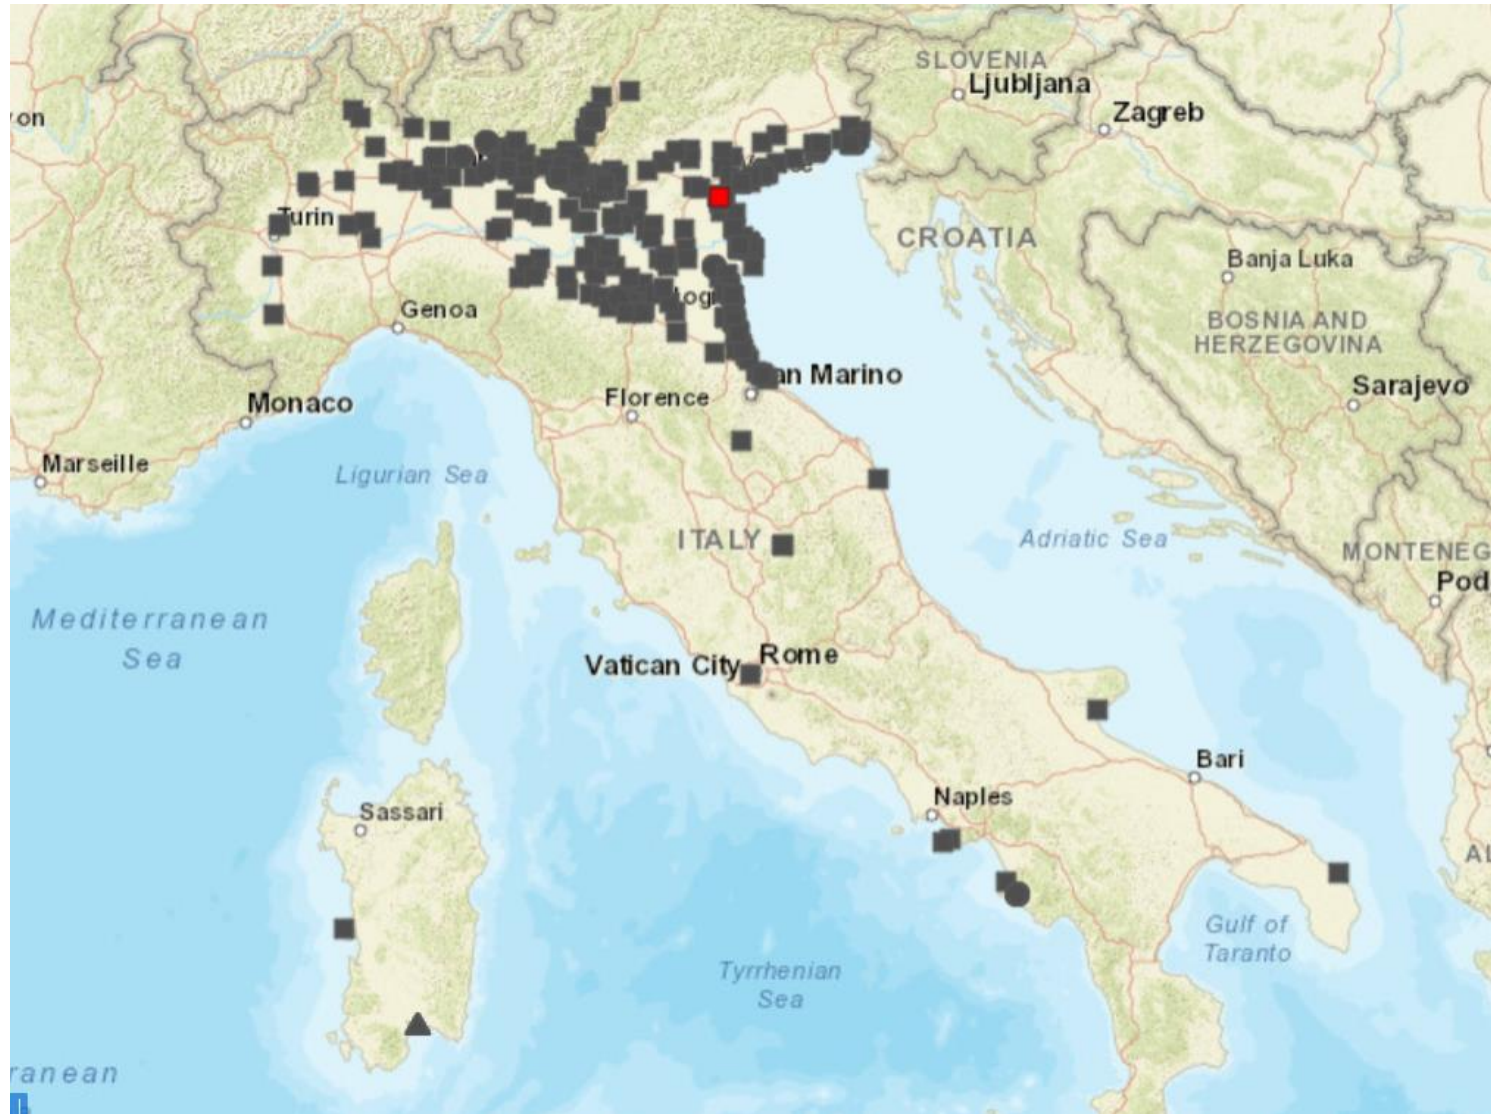 SLOVENIA
Ljubljana
Zagreb
on
Turin
CROATIA
Banja Luka
Genoa
BOSNIA AND
HERZEGOVINA
an Marino
Sarajevo
Monaco
Florence
Marseille
Ligurian Sea
ITALY
Adriatic Sea
MONTENEG
Pod
Mediterranean
Sea
Vatican City
Rome
Bari
Naples
Sassari
AL
Gulf of
Taranto
Tyrrhenian
Sea
ranean